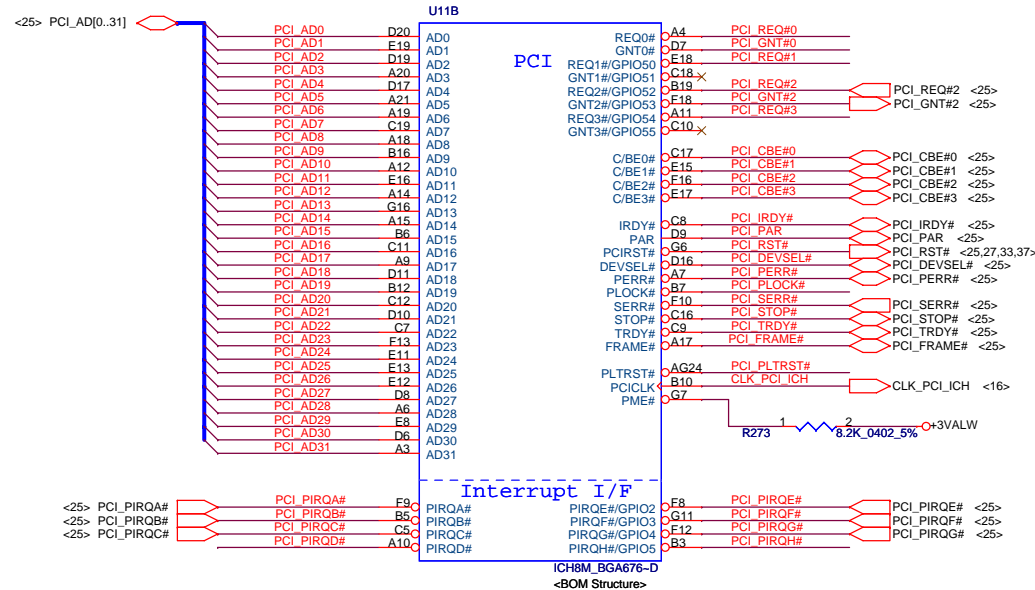 U11B
<25> PCI_AD[0..31]
PCI
PCI_AD0 D20 AD0
PCI_AD1 E19 AD1
PCI_AD2 D19 AD2
PCI_AD3 A20 AD3
PCI_AD4 D17 AD4
PCI_AD5 A21 AD5
PCI_AD6 A19 AD6
PCI_AD7 C19 AD7
PCI_AD8 A18 AD8
PCI_AD9 B16 AD9
PCI_AD10 A12 AD10
PCI_AD11 E16 AD11
PCI_AD12 A14 AD12
PCI_AD13 G16 AD13
PCI_AD14 A15 AD14
PCI_AD15 B6 AD15
PCI_AD16 C11 AD16
PCI_AD17 A9 AD17
PCI_AD18 D11 AD18
PCI_AD19 B12 AD19
PCI_AD20 C12 AD20
PCI_AD21 D10 AD21
PCI_AD22 C7 AD22
PCI_AD23 F13 AD23
PCI_AD24 E11 AD24
PCI_AD25 E13 AD25
PCI_AD26 E12 AD26
PCI_AD27 D8 AD27
PCI_AD28 A6 AD28
PCI_AD29 E8 AD29
PCI_AD30 D6 AD30
PCI_AD31 A3 AD31
REQ0# A4 PCI_REQ#0
GNT0# D7 PCI_GNT#0
REQ1#/GPIO50 E18 PCI_REQ#1
GNT1#/GPIO51 C18
REQ2#/GPIO52 B19 PCI_REQ#2 PCI_REQ#2 <25>
GNT2#/GPIO53 F18 PCI_GNT#2 PCI_GNT#2 <25>
REQ3#/GPIO54 A11 PCI_REQ#3
GNT3#/GPIO55 C10
C/BE0# C17 PCI_CBE#0 PCI_CBE#0 <25>
C/BE1# E15 PCI_CBE#1 PCI_CBE#1 <25>
C/BE2# F16 PCI_CBE#2 PCI_CBE#2 <25>
C/BE3# E17 PCI_CBE#3 PCI_CBE#3 <25>
IRDY# C8 PCI_IRDY# PCI_IRDY# <25>
PAR D9 PCI_PAR PCI_PAR <25>
PCIRST# G6 PCI_RST# PCI_RST# <25,27,33,37>
DEVSEL# D16 PCI_DEVSEL# PCI_DEVSEL# <25>
PERR# A7 PCI_PERR# PCI_PERR# <25>
PLOCK# B7 PCI_PLOCK#
SERR# F10 PCI_SERR# PCI_SERR# <25>
STOP# C16 PCI_STOP# PCI_STOP# <25>
TRDY# C9 PCI_TRDY# PCI_TRDY# <25>
FRAME# A17 PCI_FRAME# PCI_FRAME# <25>
PLTRST# AG24 PCI_PLTRST#
PCICLK B10 CLK_PCI_ICH CLK_PCI_ICH <16>
PME# G7
R273 1 2 8.2K_0402_5% +3VALW
Interrupt I/F
<25> PCI_PIRQA# PCI_PIRQA# F9 PIRQA#
<25> PCI_PIRQB# PCI_PIRQB# B5 PIRQB#
<25> PCI_PIRQC# PCI_PIRQC# C5 PIRQC#
PCI_PIRQD# A10 PIRQD#
PIRQE#/GPIO2 F8 PCI_PIRQE# PCI_PIRQE# <25>
PIRQF#/GPIO3 G11 PCI_PIRQF# PCI_PIRQF# <25>
PIRQG#/GPIO4 F12 PCI_PIRQG# PCI_PIRQG# <25>
PIRQH#/GPIO5 B3 PCI_PIRQH#
ICH8M_BGA676~D
<BOM Structure>